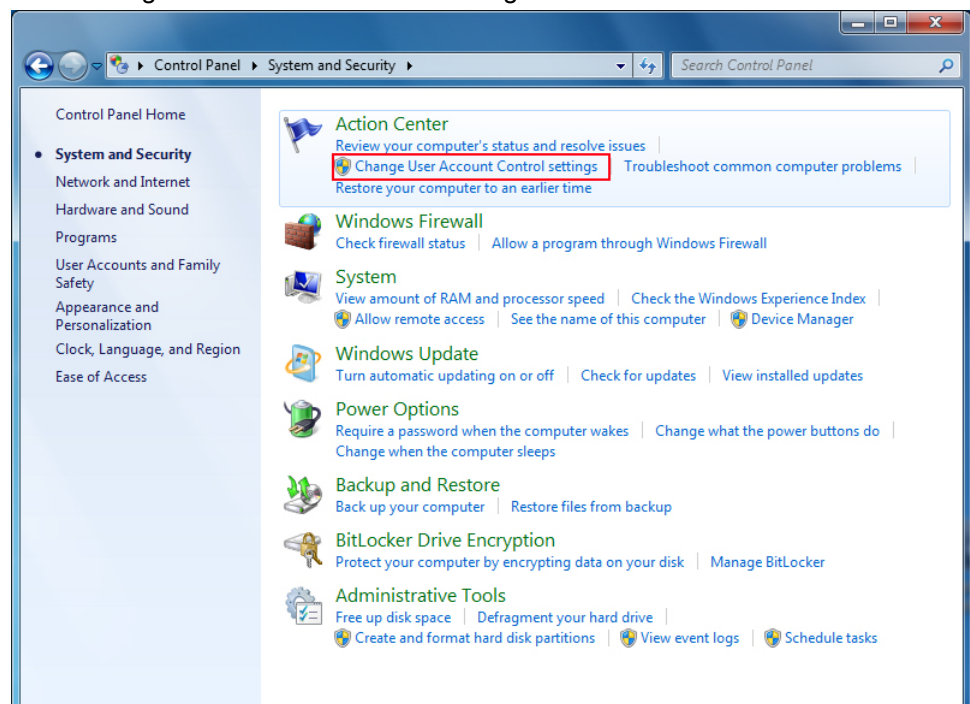 Control Panel ▸ System and Security ▸
Search Control Panel
Control Panel Home
System and Security
Network and Internet
Hardware and Sound
Programs
User Accounts and Family
Safety
Appearance and
Personalization
Clock, Language, and Region
Ease of Access
Action Center
Review your computer's status and resolve issues
Change User Account Control settings Troubleshoot common computer problems
Restore your computer to an earlier time
Windows Firewall
Check firewall status Allow a program through Windows Firewall
System
View amount of RAM and processor speed Check the Windows Experience Index
Allow remote access See the name of this computer Device Manager
Windows Update
Turn automatic updating on or off Check for updates View installed updates
Power Options
Require a password when the computer wakes Change what the power buttons do
Change when the computer sleeps
Backup and Restore
Back up your computer Restore files from backup
BitLocker Drive Encryption
Protect your computer by encrypting data on your disk Manage BitLocker
Administrative Tools
Free up disk space Defragment your hard drive
Create and format hard disk partitions View event logs Schedule tasks